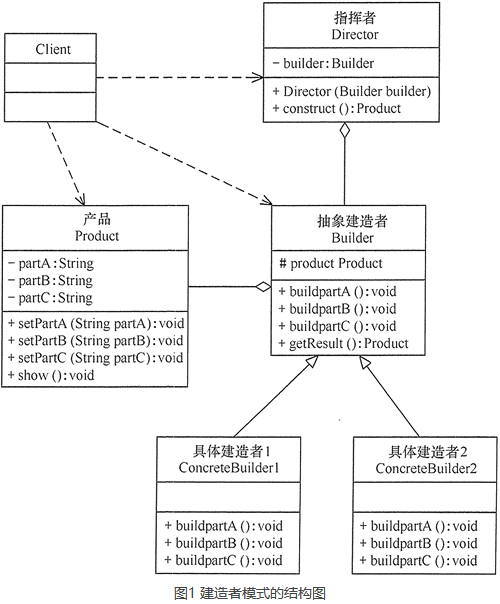 Client
指挥者
Director
- builder:Builder
+ Director(Builder builder)
+ construct():Product
产品
Product
- partA:String
- partB:String
- partC:String
+ setPartA(String partA):void
+ setPartB(String partB):void
+ setPartC(String partC):void
+ show():void
抽象建造者
Builder
# product Product
+ buildpartA():void
+ buildpartB():void
+ buildpartC():void
+ getResult():Product
具体建造者1
ConcreteBuilder1
+ buildpartA():void
+ buildpartB():void
+ buildpartC():void
具体建造者2
ConcreteBuilder2
+ buildpartA():void
+ buildpartB():void
+ buildpartC():void
图1 建造者模式的结构图